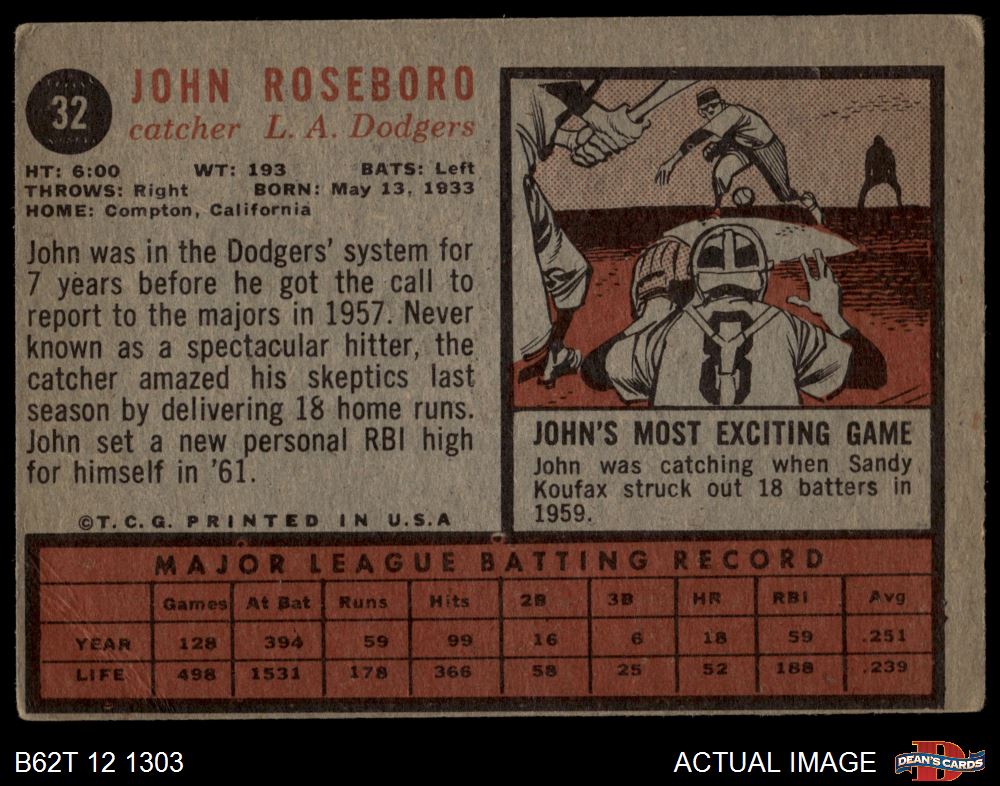 32
JOHN ROSEBORO
catcher L. A. Dodgers
HT: 6:00 WT: 193 BATS: Left
THROWS: Right BORN: May 13, 1933
HOME: Compton, California
John was in the Dodgers' system for
7 years before he got the call to
report to the majors in 1957. Never
known as a spectacular hitter, the
catcher amazed his skeptics last
season by delivering 18 home runs.
John set a new personal RBI high
for himself in '61.
©T. C. G. PRINTED IN U.S.A
8
JOHN'S MOST EXCITING GAME
John was catching when Sandy
Koufax struck out 18 batters in
1959.
MAJOR LEAGUE BATTING RECORD
Games At Bat Runs Hits 2B 3B HR RBI Avg
YEAR 128 394 59 99 16 6 18 59 .251
LIFE 498 1531 178 366 58 25 52 188 .239
B62T 12 1303
ACTUAL IMAGE
D
DEAN'S CARDS